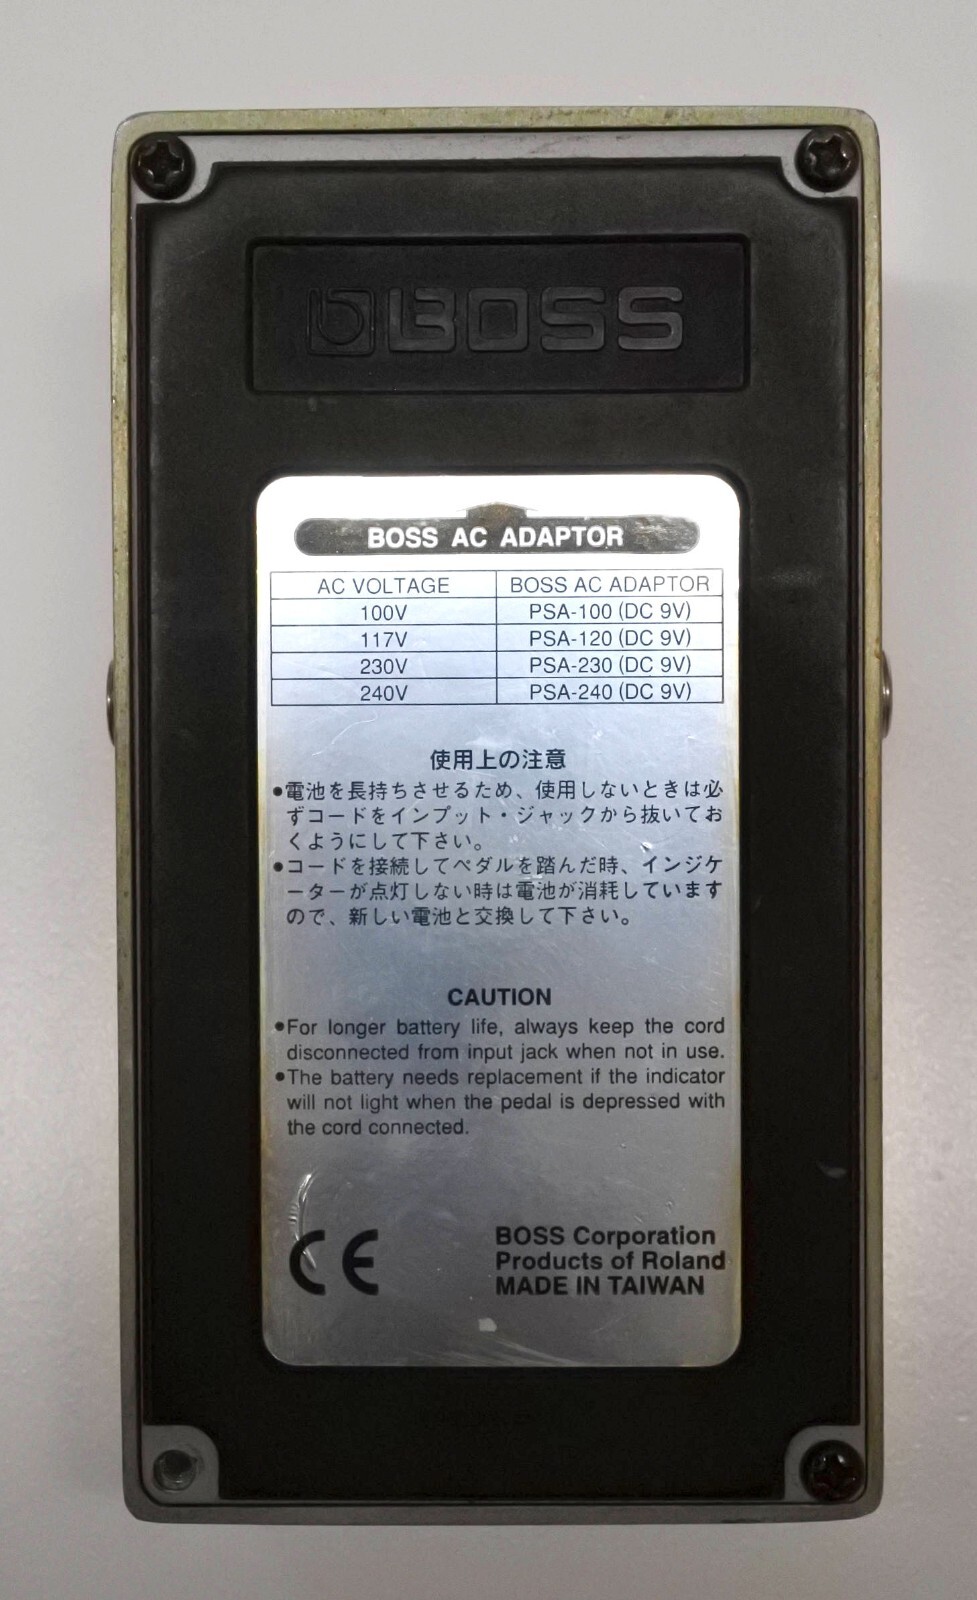 BOSS
BOSS AC ADAPTOR
AC VOLTAGE BOSS AC ADAPTOR
100V PSA-100 (DC 9V)
117V PSA-120 (DC 9V)
230V PSA-230 (DC 9V)
240V PSA-240 (DC 9V)
使用上の注意
●電池を長持ちさせるため、使用しないときは必
ずコードをインプット・ジャックから抜いてお
くようにして下さい。
●コードを接続してペダルを踏んだ時、インジケ
ーターが点灯しない時は電池が消耗しています
ので、新しい電池と交換して下さい。
CAUTION
●For longer battery life, always keep the cord
disconnected from input jack when not in use.
●The battery needs replacement if the indicator
will not light when the pedal is depressed with
the cord connected.
CE
BOSS Corporation
Products of Roland
MADE IN TAIWAN